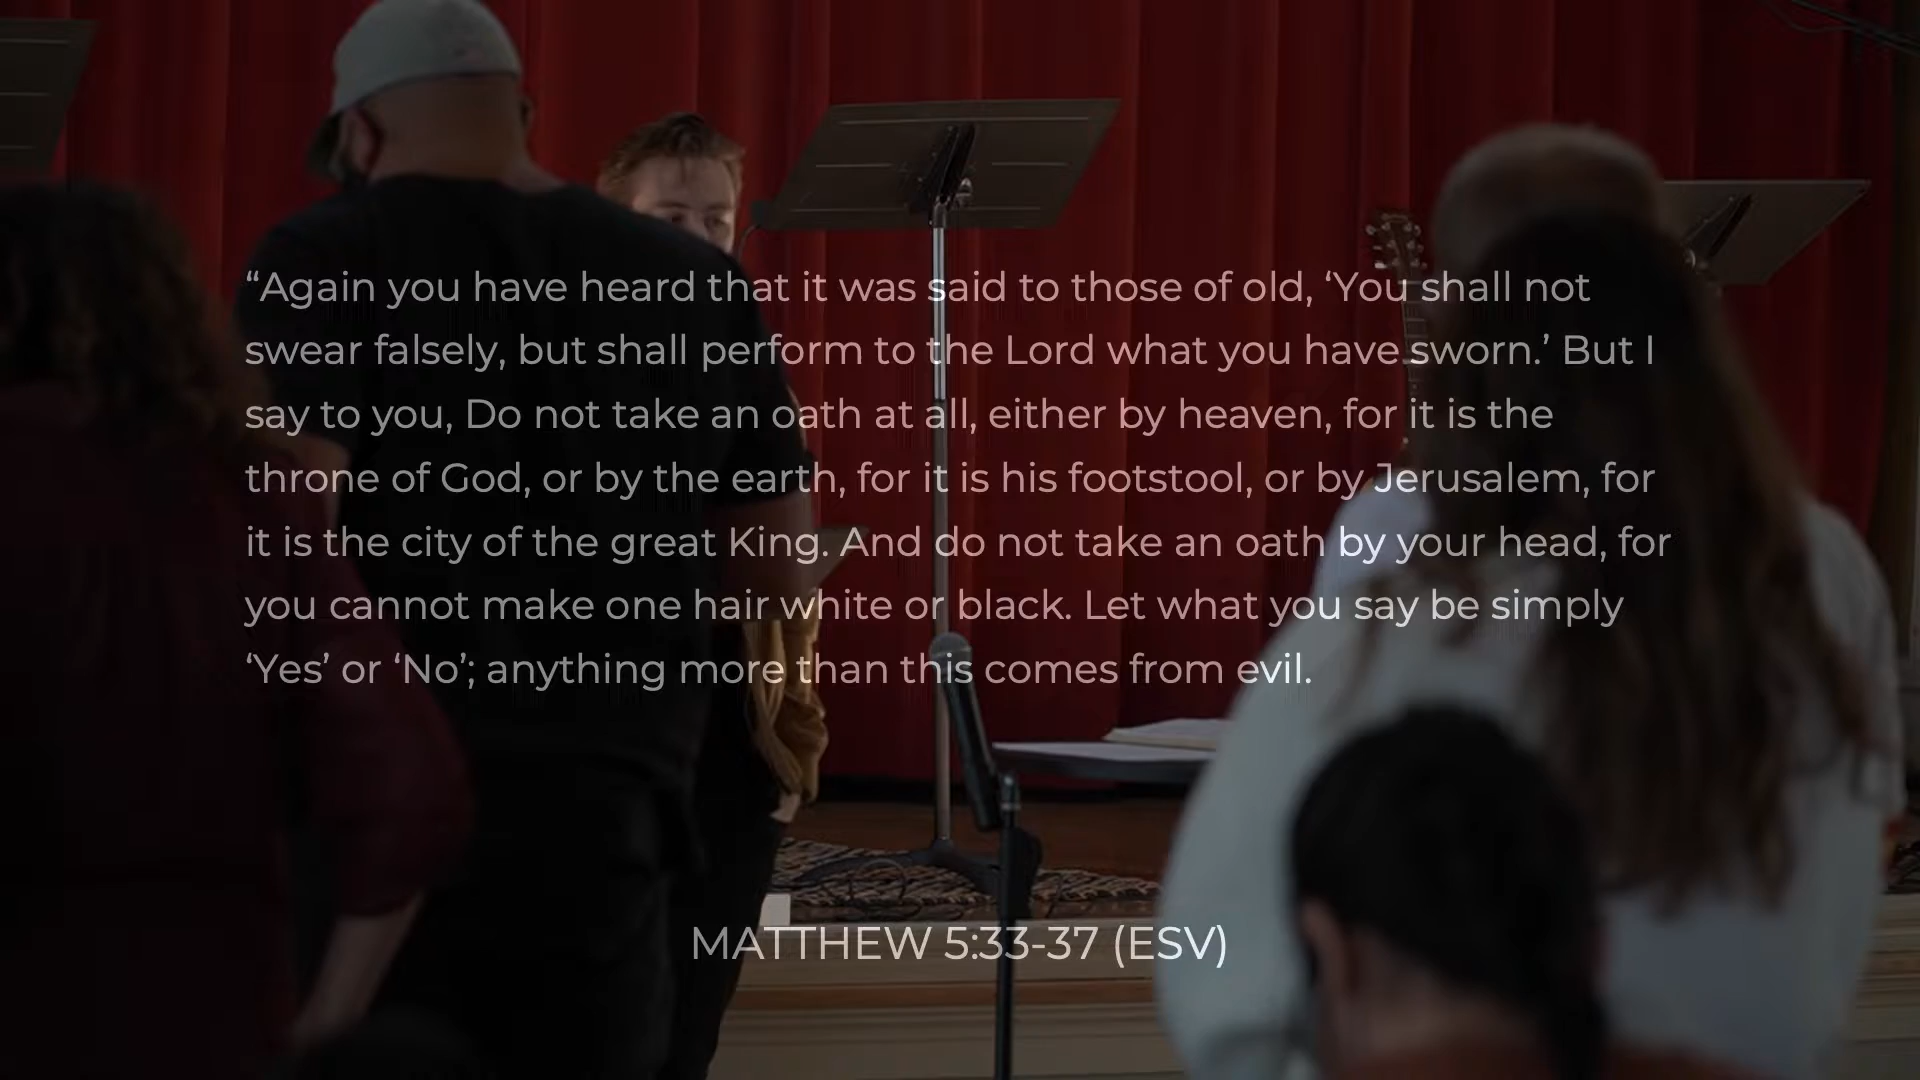 “Again you have heard that it was said to those of old, ‘You shall not
swear falsely, but shall perform to the Lord what you have sworn.’ But I
say to you, Do not take an oath at all, either by heaven, for it is the
throne of God, or by the earth, for it is his footstool, or by Jerusalem, for
it is the city of the great King. And do not take an oath by your head, for
you cannot make one hair white or black. Let what you say be simply
‘Yes’ or ‘No’; anything more than this comes from evil.
MATTHEW 5:33-37 (ESV)